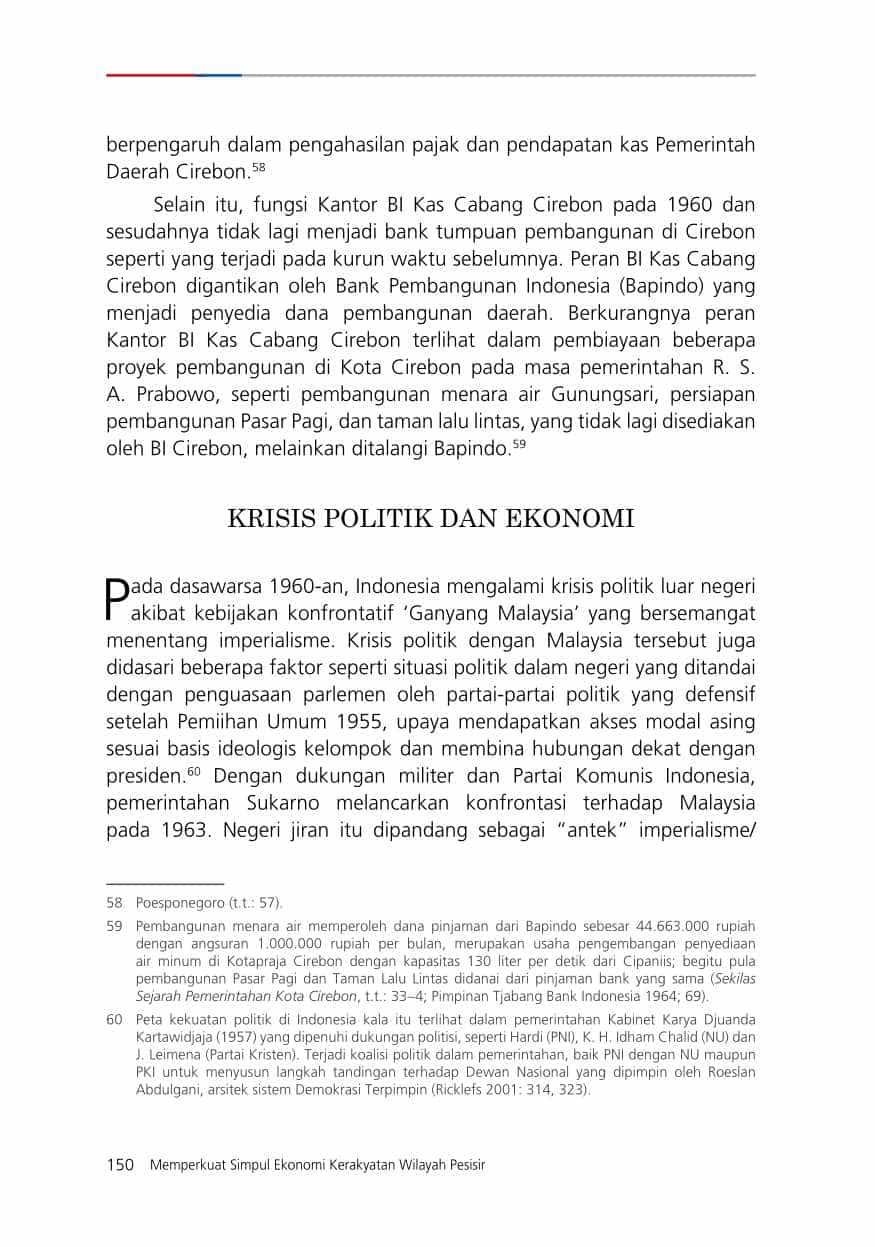 berpengaruh dalam pengahasilan pajak dan pendapatan kas Pemerintah
Daerah Cirebon.58
Selain itu, fungsi Kantor BI Kas Cabang Cirebon pada 1960 dan
sesudahnya tidak lagi menjadi bank tumpuan pembangunan di Cirebon
seperti yang terjadi pada kurun waktu sebelumnya. Peran BI Kas Cabang
Cirebon digantikan oleh Bank Pembangunan Indonesia (Bapindo) yang
menjadi penyedia dana pembangunan daerah. Berkurangnya peran
Kantor BI Kas Cabang Cirebon terlihat dalam pembiayaan beberapa
proyek pembangunan di Kota Cirebon pada masa pemerintahan R. S.
A. Prabowo, seperti pembangunan menara air Gunungsari, persiapan
pembangunan Pasar Pagi, dan taman lalu lintas, yang tidak lagi disediakan
oleh BI Cirebon, melainkan ditalangi Bapindo.59
KRISIS POLITIK DAN EKONOMI
Pada dasawarsa 1960-an, Indonesia mengalami krisis politik luar negeri
akibat kebijakan konfrontatif ‘Ganyang Malaysia’ yang bersemangat
menentang imperialisme. Krisis politik dengan Malaysia tersebut juga
didasari beberapa faktor seperti situasi politik dalam negeri yang ditandai
dengan penguasaan parlemen oleh partai-partai politik yang defensif
setelah Pemiihan Umum 1955, upaya mendapatkan akses modal asing
sesuai basis ideologis kelompok dan membina hubungan dekat dengan
presiden.60 Dengan dukungan militer dan Partai Komunis Indonesia,
pemerintahan Sukarno melancarkan konfrontasi terhadap Malaysia
pada 1963. Negeri jiran itu dipandang sebagai “antek” imperialisme/
58 Poesponegoro (t.t.: 57).
59 Pembangunan menara air memperoleh dana pinjaman dari Bapindo sebesar 44.663.000 rupiah
dengan angsuran 1.000.000 rupiah per bulan, merupakan usaha pengembangan penyediaan
air minum di Kotapraja Cirebon dengan kapasitas 130 liter per detik dari Cipaniis; begitu pula
pembangunan Pasar Pagi dan Taman Lalu Lintas didanai dari pinjaman bank yang sama (Sekilas
Sejarah Pemerintahan Kota Cirebon, t.t.: 33–4; Pimpinan Tjabang Bank Indonesia 1964; 69).
60 Peta kekuatan politik di Indonesia kala itu terlihat dalam pemerintahan Kabinet Karya Djuanda
Kartawidjaja (1957) yang dipenuhi dukungan politisi, seperti Hardi (PNI), K. H. Idham Chalid (NU) dan
J. Leimena (Partai Kristen). Terjadi koalisi politik dalam pemerintahan, baik PNI dengan NU maupun
PKI untuk menyusun langkah tandingan terhadap Dewan Nasional yang dipimpin oleh Roeslan
Abdulgani, arsitek sistem Demokrasi Terpimpin (Ricklefs 2001: 314, 323).
150 Memperkuat Simpul Ekonomi Kerakyatan Wilayah Pesisir